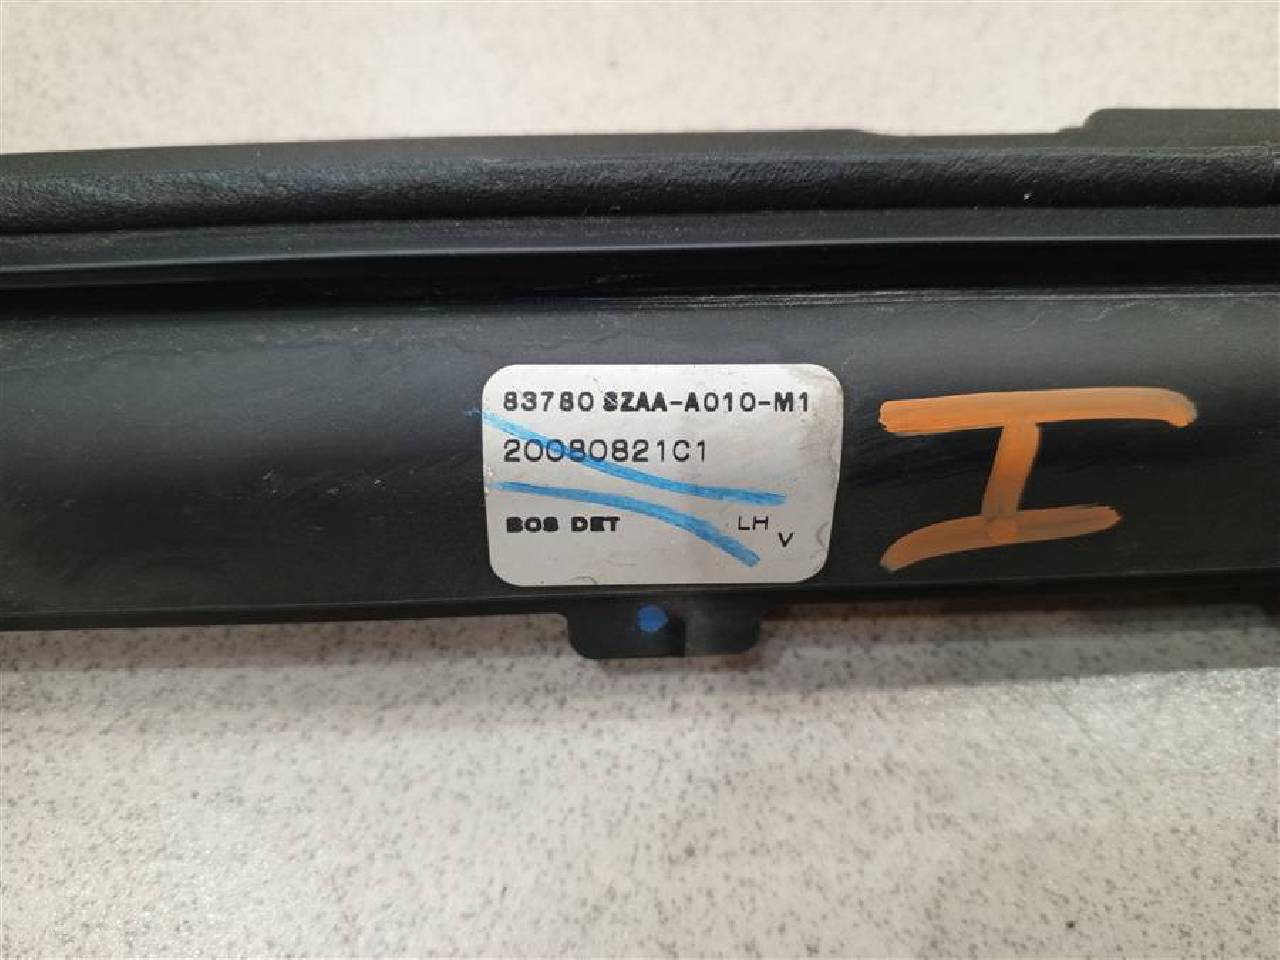 83780 SZAA-A010-M1
20080821C1
BOS DET LH
V
I